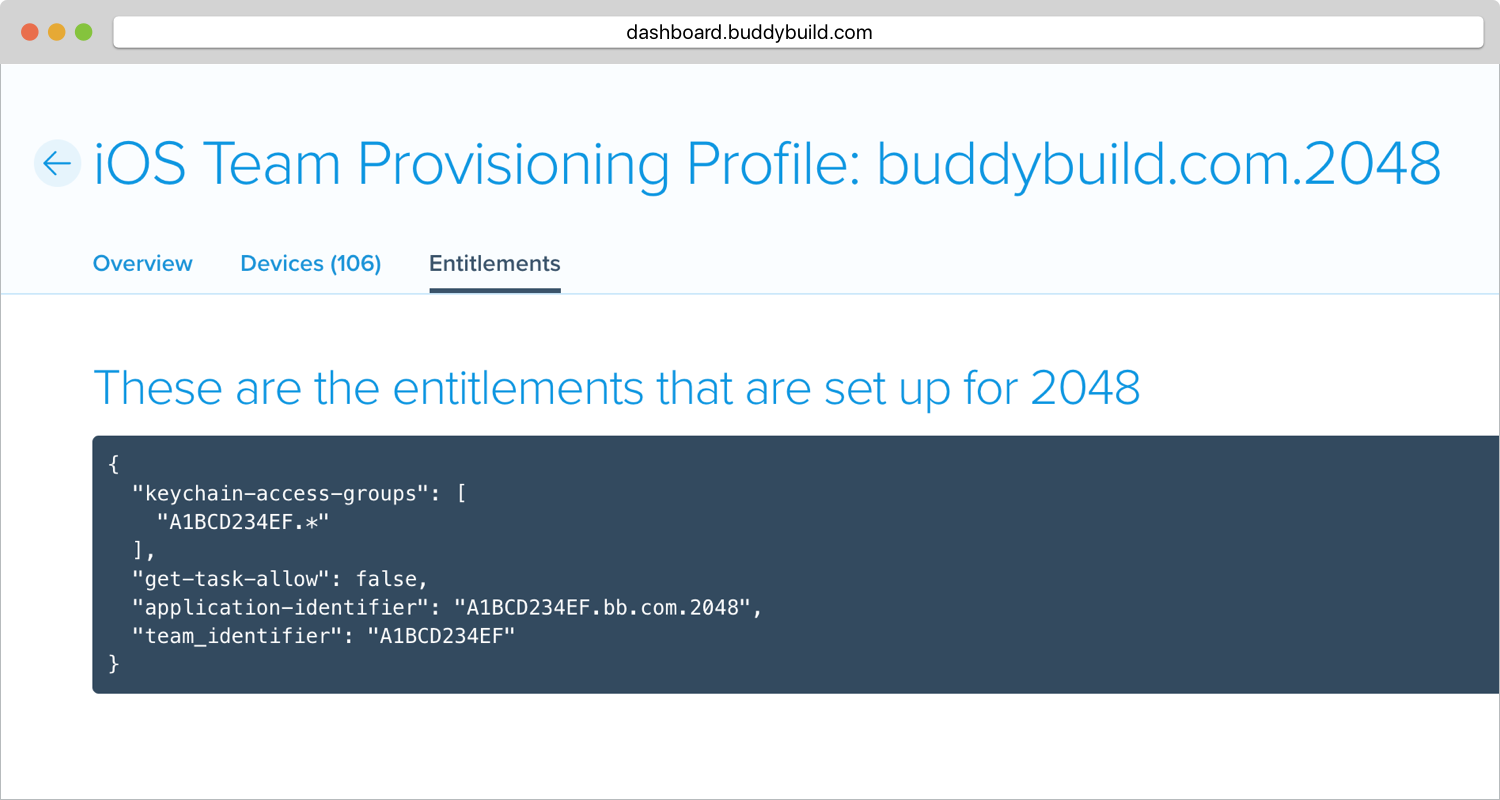 dashboard.buddybuild.com
iOS Team Provisioning Profile: buddybuild.com.2048
Overview Devices (106) Entitlements
These are the entitlements that are set up for 2048
{
  "keychain-access-groups": [
    "A1BCD234EF.*"
  ],
  "get-task-allow": false,
  "application-identifier": "A1BCD234EF.bb.com.2048",
  "team_identifier": "A1BCD234EF"
}